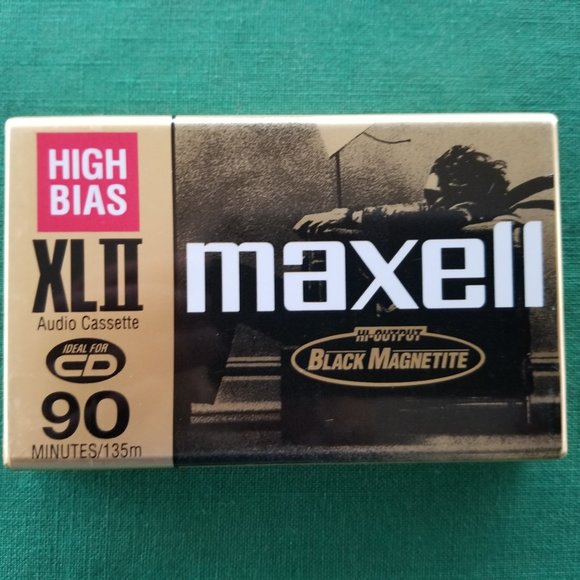 HIGH
BIAS
XLII
Audio Cassette
IDEAL FOR
CD
90
MINUTES/135m
maxell
HI-OUTPUT
BLACK MAGNETITE